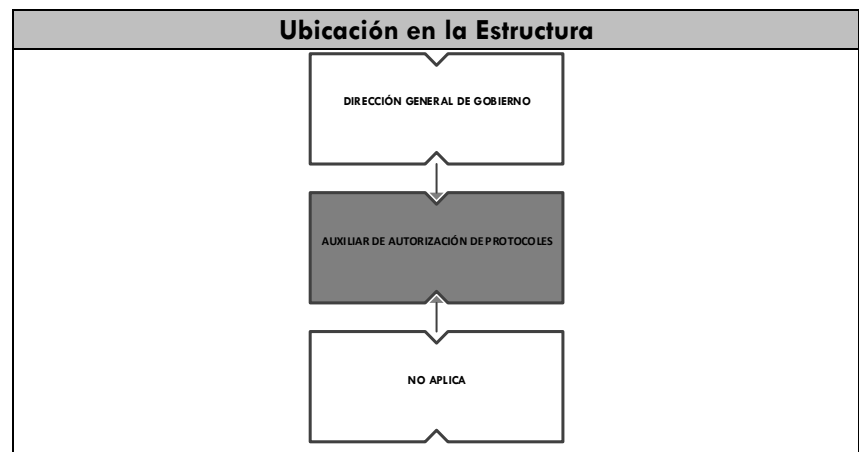 Ubicación en la Estructura
DIRECCIÓN GENERAL DE GOBIERNO
AUXILIAR DE AUTORIZACIÓN DE PROTOCOLES
NO APLICA